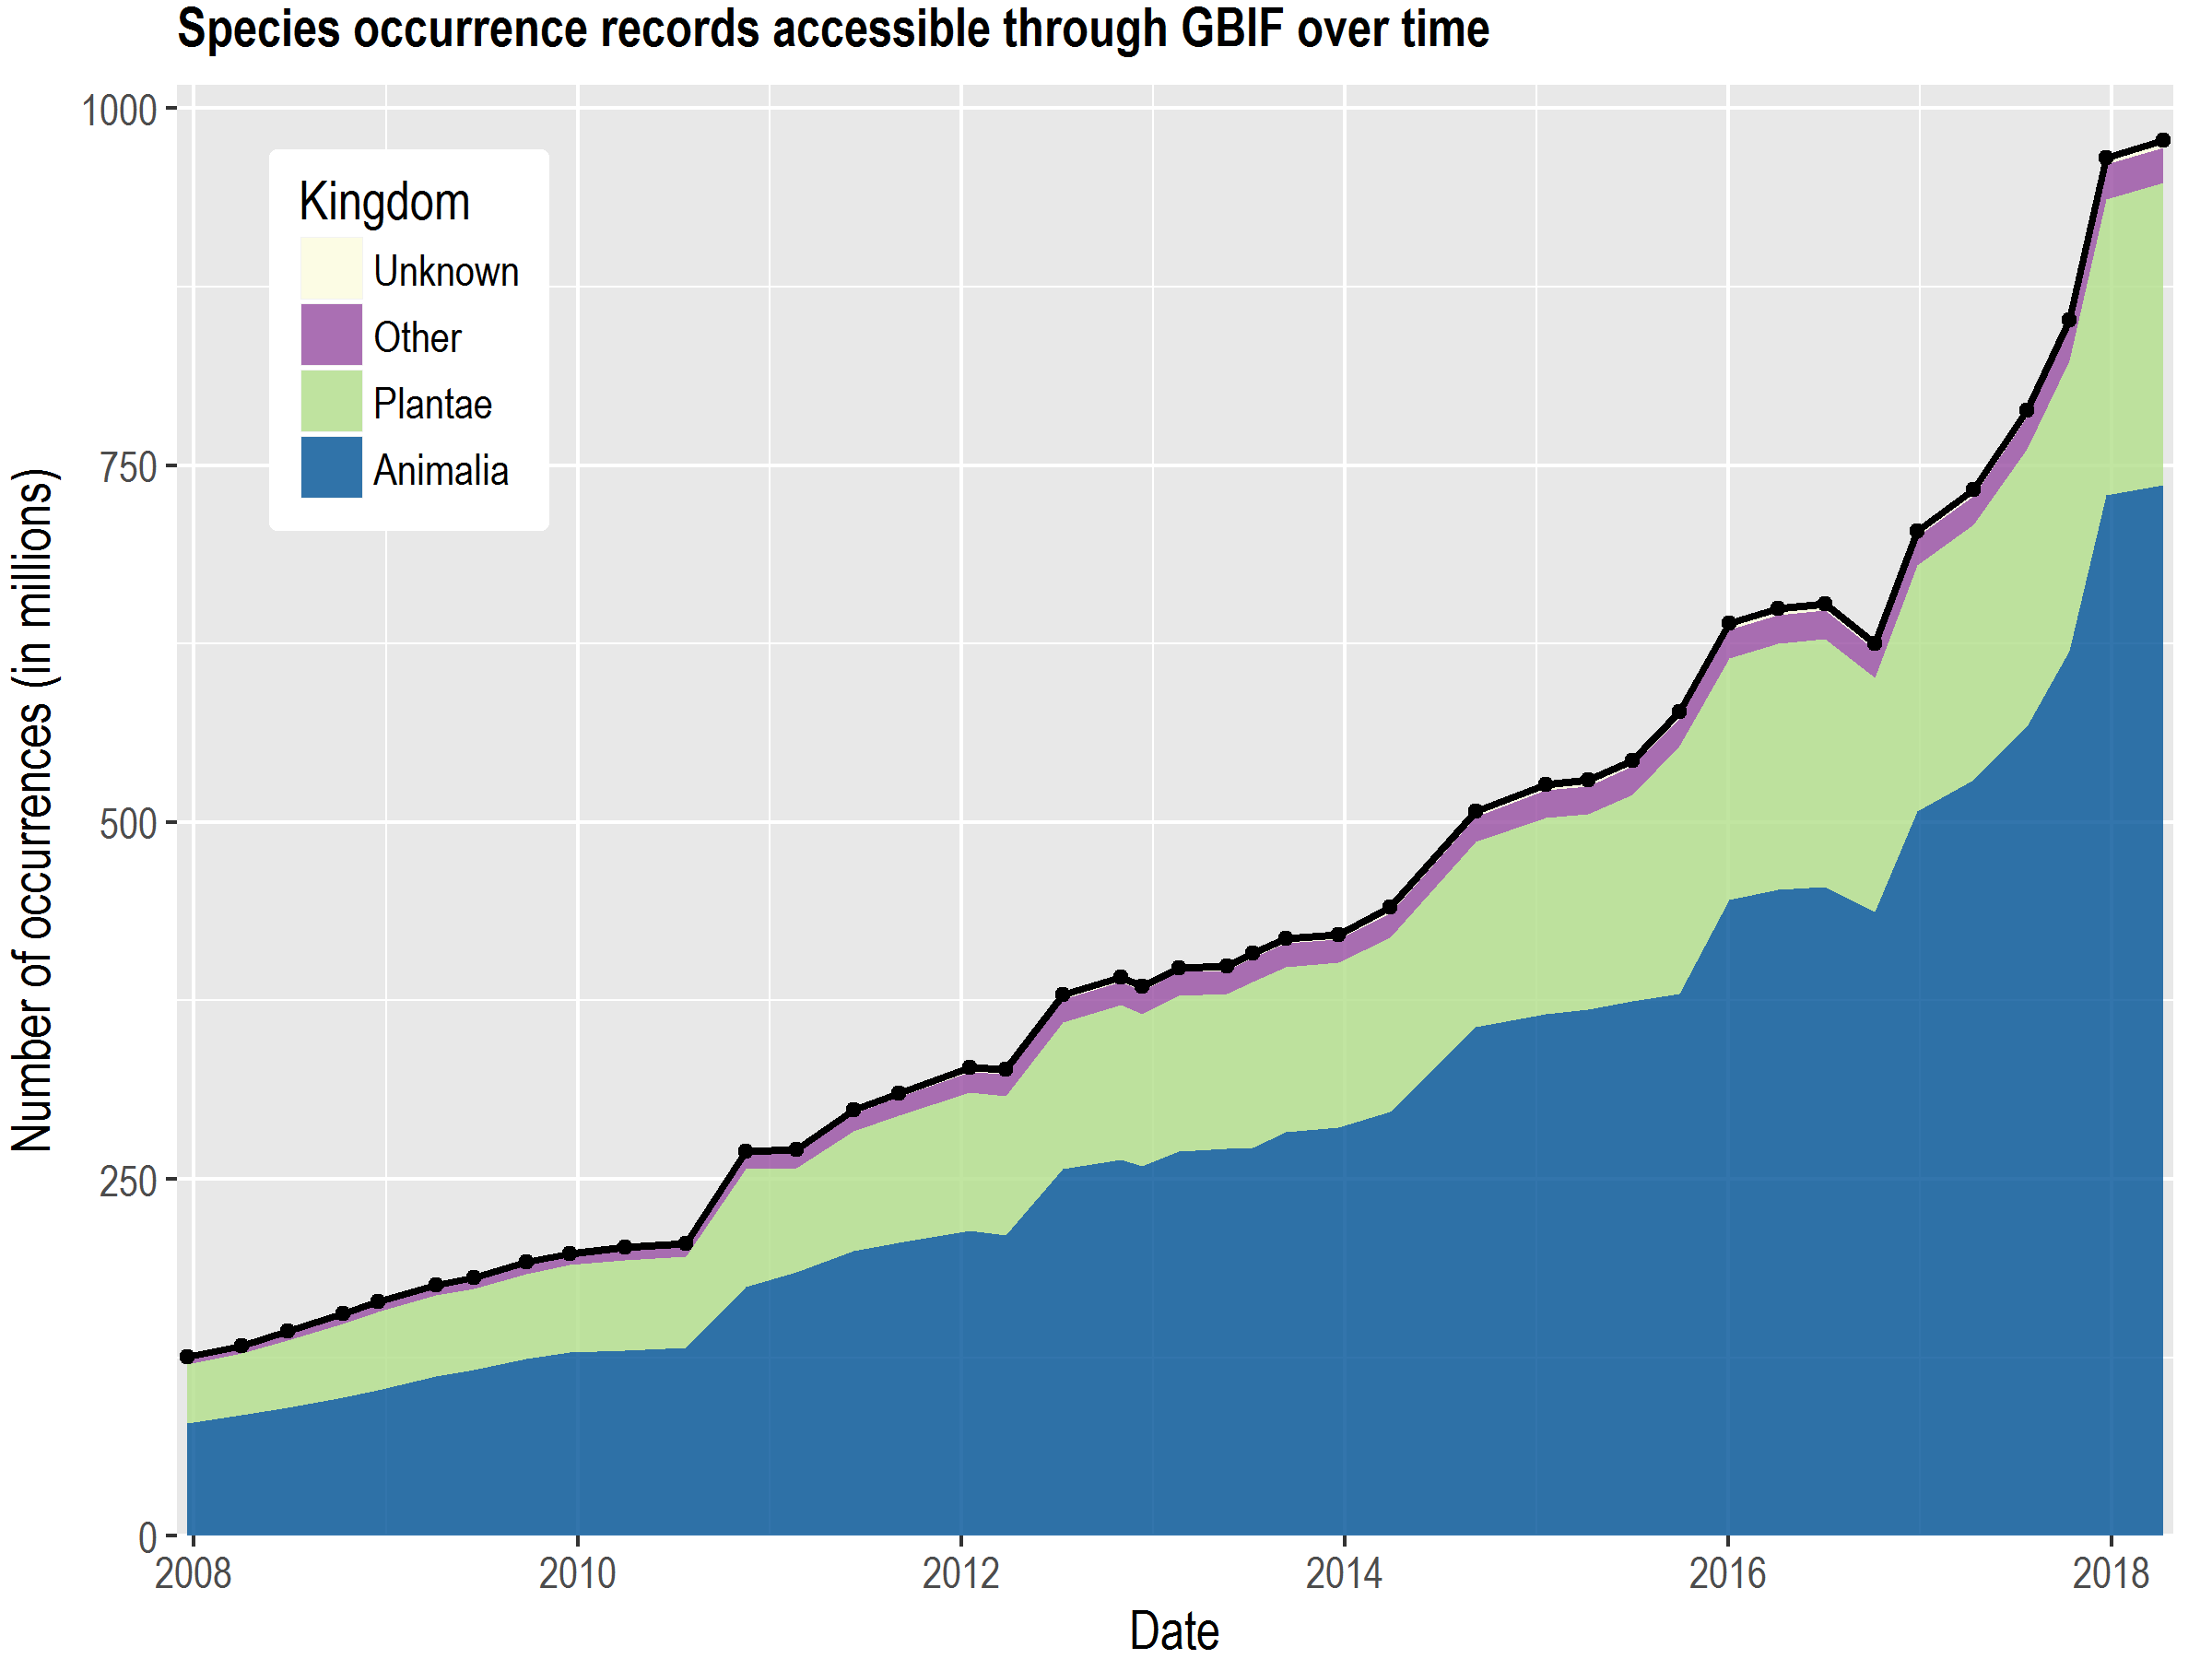 Species occurrence records accessible through GBIF over time
Number of occurrences (in millions)
1000
750
500
250
0
Kingdom
Unknown
Other
Plantae
Animalia
2008 2010 2012 2014 2016 2018
Date